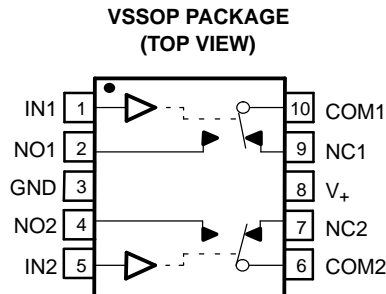 VSSOP PACKAGE
(TOP VIEW)
IN1 1 10 COM1
NO1 2 9 NC1
GND 3 8 V+
NO2 4 7 NC2
IN2 5 6 COM2